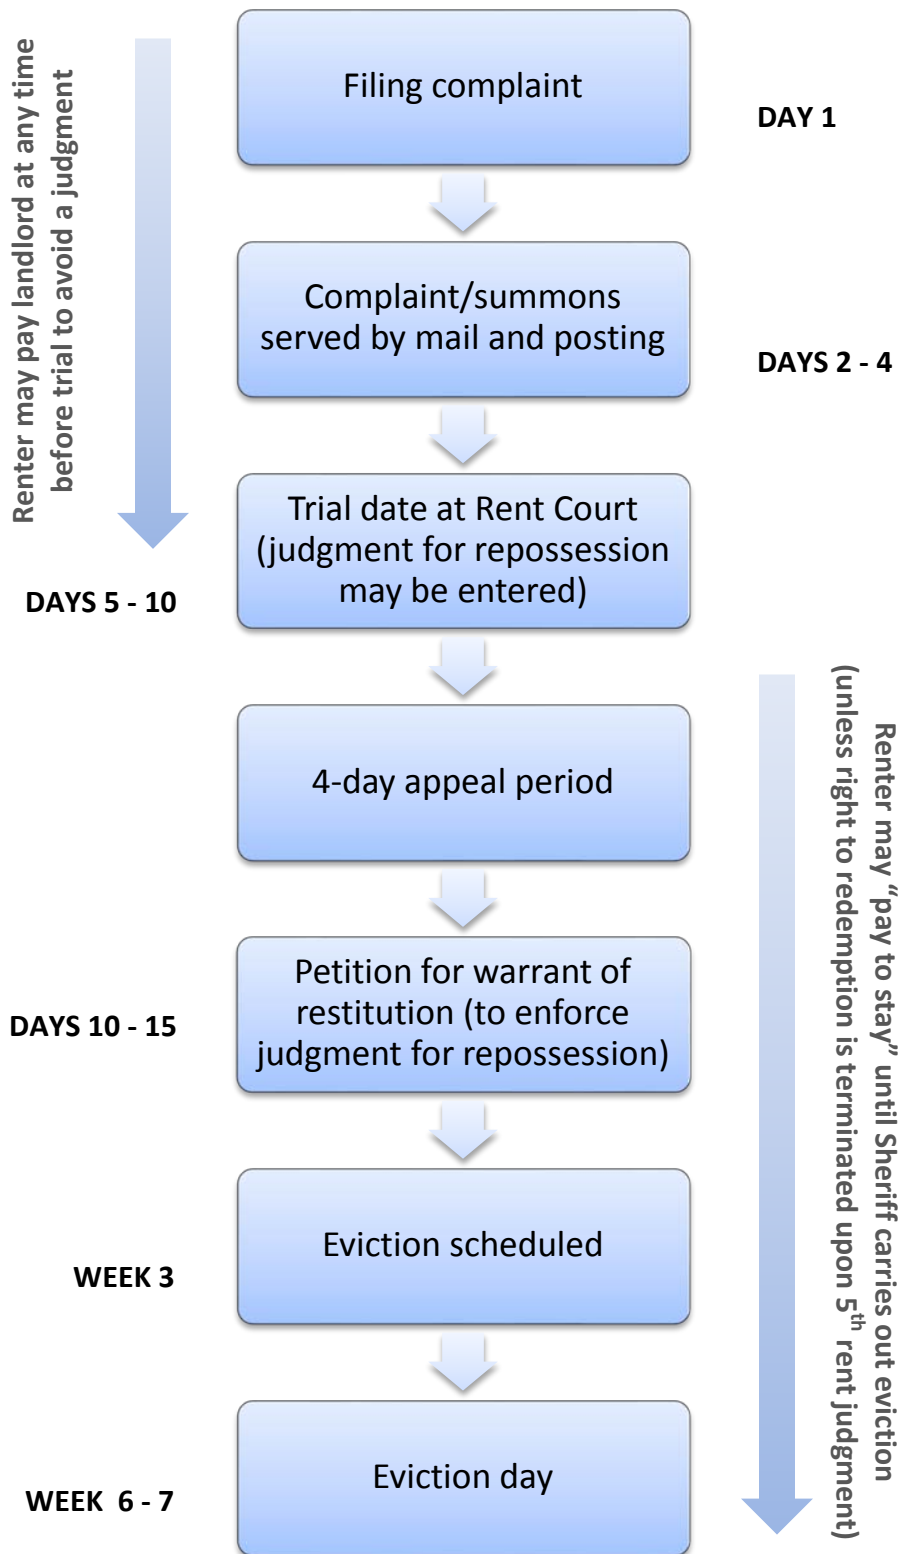 Renter may pay landlord at any time
before trial to avoid a judgment
Filing complaint
DAY 1
Complaint/summons
served by mail and posting
DAYS 2 - 4
Trial date at Rent Court
(judgment for repossession
may be entered)
DAYS 5 - 10
Renter may “pay to stay” until Sheriff carries out eviction
(unless right to redemption is terminated upon 5th rent judgment)
4-day appeal period
Petition for warrant of
restitution (to enforce
judgment for repossession)
DAYS 10 - 15
Eviction scheduled
WEEK 3
Eviction day
WEEK 6 - 7